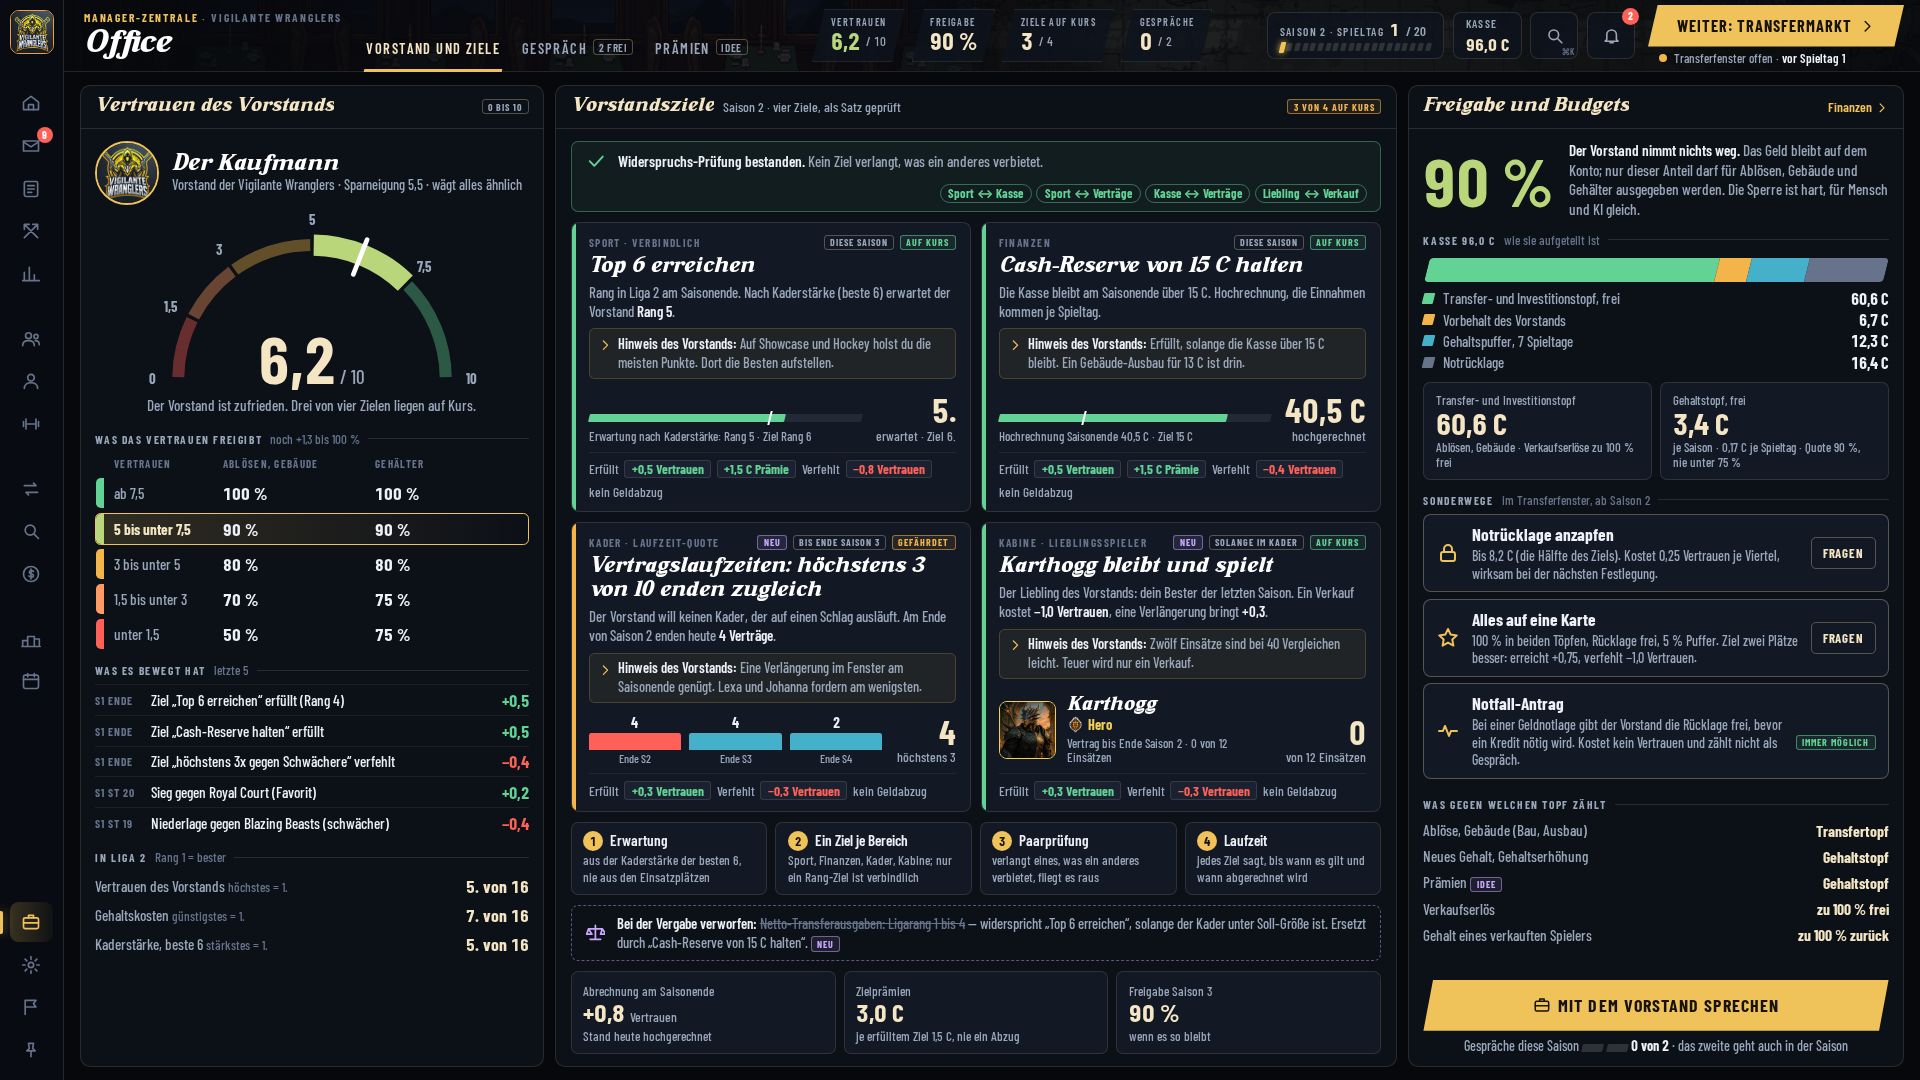 MANAGER-ZENTRALE · VIGILANTE WRANGLERS
Office
VORSTAND UND ZIELE
GESPRÄCH 2 FREI
PRÄMIEN IDEE
VERTRAUEN
6,2 / 10
FREIGABE
90 %
ZIELE AUF KURS
3 / 4
GESPRÄCHE
0 / 2
SAISON 2 · SPIELTAG 1 / 20
KASSE
96,0 C
⌘K
2
WEITER: TRANSFERMARKT
Transferfenster offen · vor Spieltag 1
9
Vertrauen des Vorstands
0 BIS 10
Der Kaufmann
Vorstand der Vigilante Wranglers · Sparneigung 5,5 · wägt alles ähnlich
0
1,5
3
5
7,5
10
6,2 / 10
Der Vorstand ist zufrieden. Drei von vier Zielen liegen auf Kurs.
WAS DAS VERTRAUEN FREIGIBT noch +1,3 bis 100 %
VERTRAUEN ABLÖSEN, GEBÄUDE GEHÄLTER
ab 7,5 100 % 100 %
5 bis unter 7,5 90 % 90 %
3 bis unter 5 80 % 80 %
1,5 bis unter 3 70 % 75 %
unter 1,5 50 % 75 %
WAS ES BEWEGT HAT letzte 5
S1 ENDE Ziel „Top 6 erreichen“ erfüllt (Rang 4) +0,5
S1 ENDE Ziel „Cash-Reserve halten“ erfüllt +0,5
S1 ENDE Ziel „höchstens 3x gegen Schwächere“ verfehlt −0,4
S1 ST 20 Sieg gegen Royal Court (Favorit) +0,2
S1 ST 19 Niederlage gegen Blazing Beasts (schwächer) −0,4
IN LIGA 2 Rang 1 = bester
Vertrauen des Vorstands höchstes = 1. 5. von 16
Gehaltskosten günstigstes = 1. 7. von 16
Kaderstärke, beste 6 stärkstes = 1. 5. von 16
Vorstandsziele Saison 2 · vier Ziele, als Satz geprüft
3 VON 4 AUF KURS
Widerspruchs-Prüfung bestanden. Kein Ziel verlangt, was ein anderes verbietet.
Sport ↔ Kasse
Sport ↔ Verträge
Kasse ↔ Verträge
Liebling ↔ Verkauf
SPORT · VERBINDLICH DIESE SAISON AUF KURS
Top 6 erreichen
Rang in Liga 2 am Saisonende. Nach Kaderstärke (beste 6) erwartet der
Vorstand Rang 5.
Hinweis des Vorstands: Auf Showcase und Hockey holst du die
meisten Punkte. Dort die Besten aufstellen.
5.
Erwartung nach Kaderstärke: Rang 5 · Ziel Rang 6 erwartet · Ziel 6.
Erfüllt +0,5 Vertrauen +1,5 C Prämie Verfehlt −0,8 Vertrauen
kein Geldabzug
FINANZEN DIESE SAISON AUF KURS
Cash-Reserve von 15 C halten
Die Kasse bleibt am Saisonende über 15 C. Hochrechnung, die Einnahmen
kommen je Spieltag.
Hinweis des Vorstands: Erfüllt, solange die Kasse über 15 C
bleibt. Ein Gebäude-Ausbau für 13 C ist drin.
40,5 C
Hochrechnung Saisonende 40,5 C · Ziel 15 C hochgerechnet
Erfüllt +0,5 Vertrauen +1,5 C Prämie Verfehlt −0,4 Vertrauen
kein Geldabzug
KADER · LAUFZEIT-QUOTE NEU BIS ENDE SAISON 3 GEFÄHRDET
Vertragslaufzeiten: höchstens 3
von 10 enden zugleich
Der Vorstand will keinen Kader, der auf einen Schlag ausläuft. Am Ende
von Saison 2 enden heute 4 Verträge.
Hinweis des Vorstands: Eine Verlängerung im Fenster am
Saisonende genügt. Lexa und Johanna fordern am wenigsten.
4 4 2
4
Ende S2 Ende S3 Ende S4 höchstens 3
Erfüllt +0,3 Vertrauen Verfehlt −0,3 Vertrauen kein Geldabzug
KABINE · LIEBLINGSSPIELER NEU SOLANGE IM KADER AUF KURS
Karthogg bleibt und spielt
Der Liebling des Vorstands: dein Bester der letzten Saison. Ein Verkauf
kostet −1,0 Vertrauen, eine Verlängerung bringt +0,3.
Hinweis des Vorstands: Zwölf Einsätze sind bei 40 Vergleichen
leicht. Teuer wird nur ein Verkauf.
Karthogg
Hero
Vertrag bis Ende Saison 2 · 0 von 12
Einsätzen
0
von 12 Einsätzen
Erfüllt +0,3 Vertrauen Verfehlt −0,3 Vertrauen kein Geldabzug
1 Erwartung
aus der Kaderstärke der besten 6,
nie aus den Einsatzplätzen
2 Ein Ziel je Bereich
Sport, Finanzen, Kader, Kabine; nur
ein Rang-Ziel ist verbindlich
3 Paarprüfung
verlangt eines, was ein anderes
verbietet, fliegt es raus
4 Laufzeit
jedes Ziel sagt, bis wann es gilt und
wann abgerechnet wird
Bei der Vergabe verworfen: Netto-Transferausgaben: Ligarang 1 bis 4 — widerspricht „Top 6 erreichen“, solange der Kader unter Soll-Größe ist. Ersetzt
durch „Cash-Reserve von 15 C halten“. NEU
Abrechnung am Saisonende
+0,8 Vertrauen
Stand heute hochgerechnet
Zielprämien
3,0 C
je erfülltem Ziel 1,5 C, nie ein Abzug
Freigabe Saison 3
90 %
wenn es so bleibt
Freigabe und Budgets
Finanzen
90 %
Der Vorstand nimmt nichts weg. Das Geld bleibt auf dem
Konto; nur dieser Anteil darf für Ablösen, Gebäude und
Gehälter ausgegeben werden. Die Sperre ist hart, für Mensch
und KI gleich.
KASSE 96,0 C wie sie aufgeteilt ist
Transfer- und Investitionstopf, frei 60,6 C
Vorbehalt des Vorstands 6,7 C
Gehaltspuffer, 7 Spieltage 12,3 C
Notrücklage 16,4 C
Transfer- und Investitionstopf
60,6 C
Ablösen, Gebäude · Verkaufserlöse zu 100 %
frei
Gehaltstopf, frei
3,4 C
je Saison · 0,17 C je Spieltag · Quote 90 %,
nie unter 75 %
SONDERWEGE Im Transferfenster, ab Saison 2
Notrücklage anzapfen
Bis 8,2 C (die Hälfte des Ziels). Kostet 0,25 Vertrauen je Viertel,
wirksam bei der nächsten Festlegung.
FRAGEN
Alles auf eine Karte
100 % in beiden Töpfen, Rücklage frei, 5 % Puffer. Ziel zwei Plätze
besser: erreicht +0,75, verfehlt −1,0 Vertrauen.
FRAGEN
Notfall-Antrag
Bei einer Geldnotlage gibt der Vorstand die Rücklage frei, bevor
ein Kredit nötig wird. Kostet kein Vertrauen und zählt nicht als
Gespräch.
IMMER MÖGLICH
WAS GEGEN WELCHEN TOPF ZÄHLT
Ablöse, Gebäude (Bau, Ausbau) Transfertopf
Neues Gehalt, Gehaltserhöhung Gehaltstopf
Prämien IDEE Gehaltstopf
Verkaufserlös zu 100 % frei
Gehalt eines verkauften Spielers zu 100 % zurück
MIT DEM VORSTAND SPRECHEN
Gespräche diese Saison 0 von 2 · das zweite geht auch in der Saison